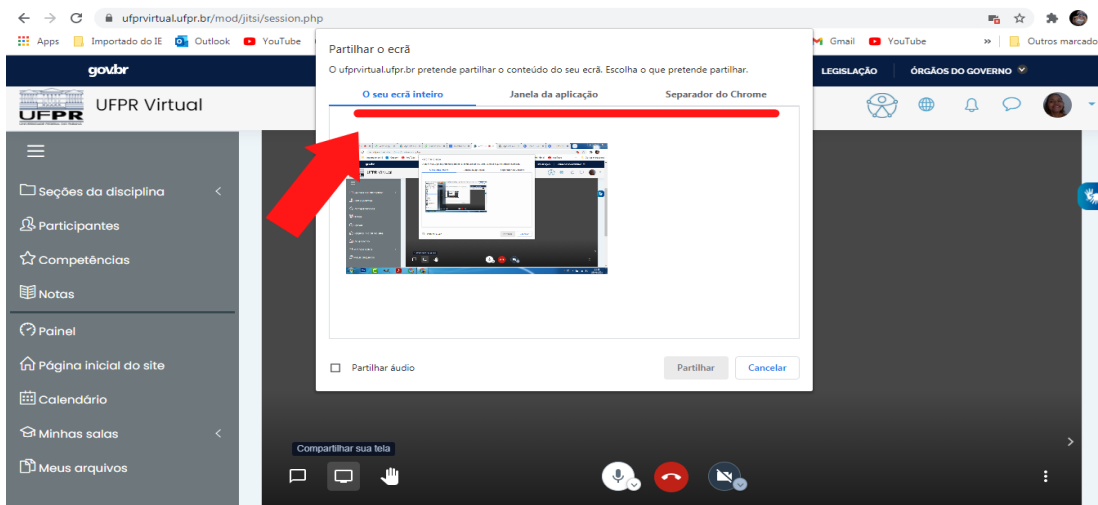 ufprvirtual.ufpr.br/mod/jitsi/session.php
Apps Importado do IE Outlook YouTube Gmail YouTube » Outros marcado
Partilhar o ecrã
O ufprvirtual.ufpr.br pretende partilhar o conteúdo do seu ecrã. Escolha o que pretende partilhar.
O seu ecrã inteiro Janela da aplicação Separador do Chrome
govbr LEGISLAÇÃO ÓRGÃOS DO GOVERNO
UFPR UFPR Virtual
Seções da disciplina
Participantes
Competências
Notas
Painel
Página inicial do site
Calendário
Minhas salas
Meus arquivos
Partilhar áudio Partilhar Cancelar
Compartilhar sua tela